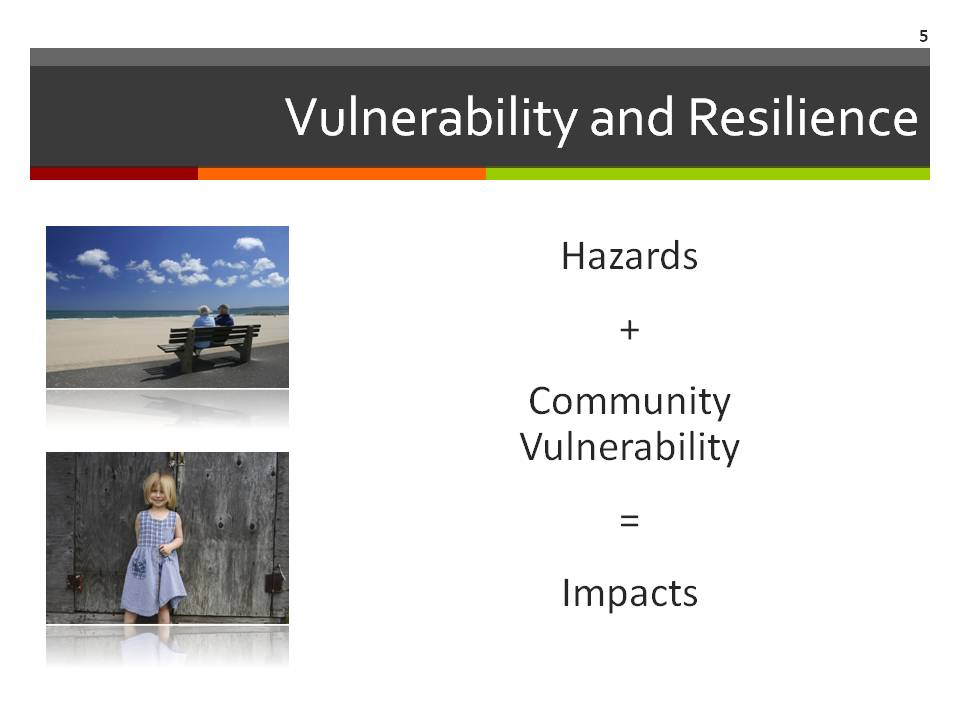 5
Vulnerability and Resilience
Hazards
+
Community
Vulnerability
=
Impacts